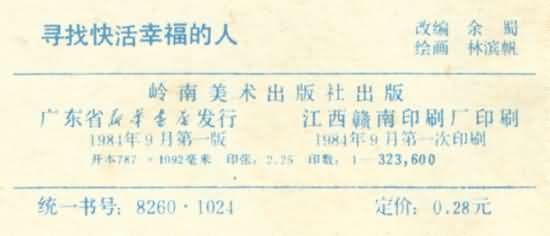 寻找快活幸福的人
改编 余 蜀
绘画 林滨帆
岭南美术出版社出版
广东省新华书店发行 江西赣南印刷厂印刷
1984年9月第一版 1984年9月第一次印刷
开本787×1092毫米 印张：2.25 印数：1—323,600
统一书号：8260·1024 定价：0.28元